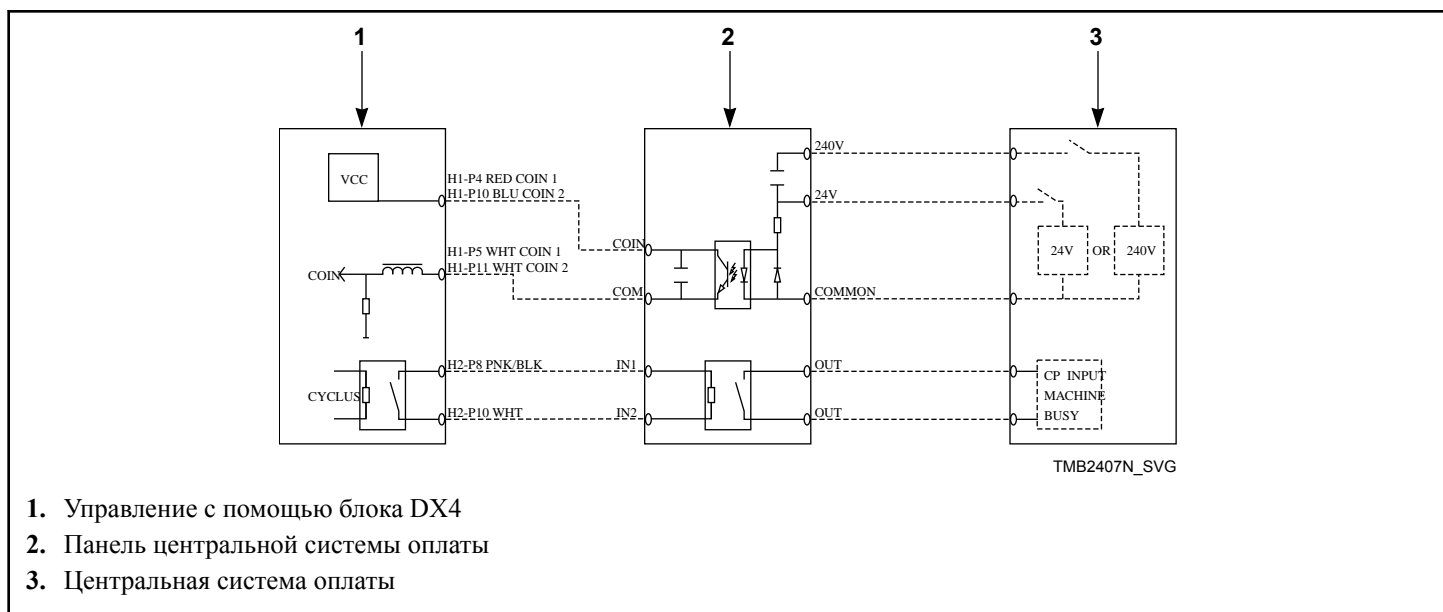 1
2
3
VCC
H1-P4 RED COIN 1
H1-P10 BLU COIN 2
H1-P5 WHT COIN 1
H1-P11 WHT COIN 2
COIN
COIN
COM
240V
24V
COMMON
24V
OR
240V
CYCLUS
H2-P8 PNK/BLK
H2-P10 WHT
IN1
IN2
OUT
OUT
CP INPUT
MACHINE
BUSY
TMB2407N_SVG
1. Управление с помощью блока DX4
2. Панель центральной системы оплаты
3. Центральная система оплаты